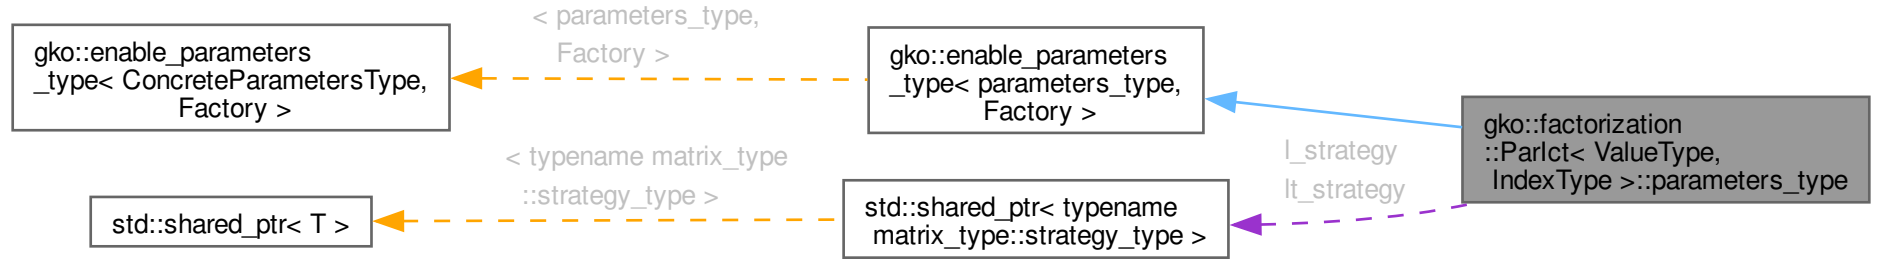 < parameters_type,
Factory >
gko::enable_parameters
_type< ConcreteParametersType,
Factory >
gko::enable_parameters
_type< parameters_type,
Factory >
gko::factorization
::ParIct< ValueType,
IndexType >::parameters_type
< typename matrix_type
::strategy_type >
l_strategy
lt_strategy
std::shared_ptr< T >
std::shared_ptr< typename
matrix_type::strategy_type >